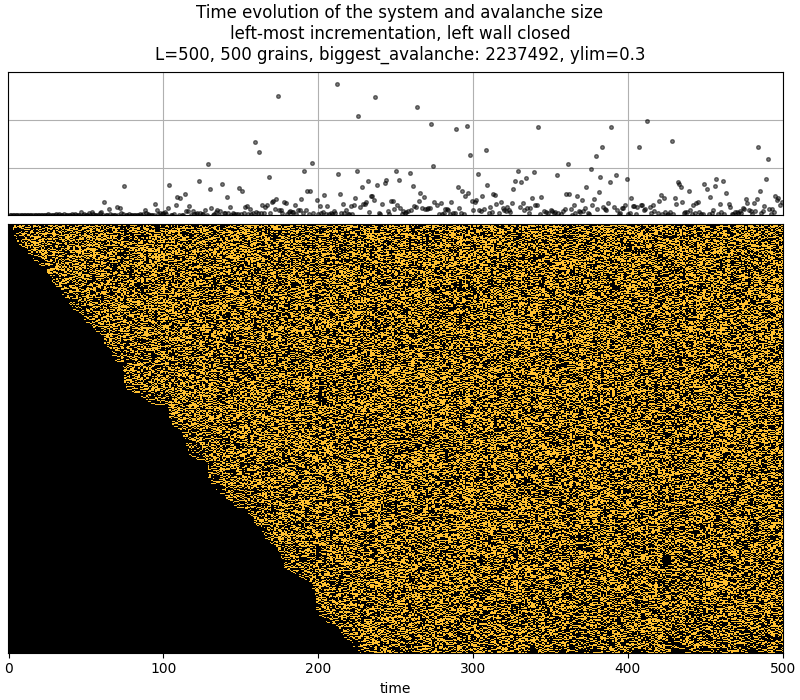 Time evolution of the system and avalanche size
left-most incrementation, left wall closed
L=500, 500 grains, biggest_avalanche: 2237492, ylim=0.3
0 100 200 300 400 500
time